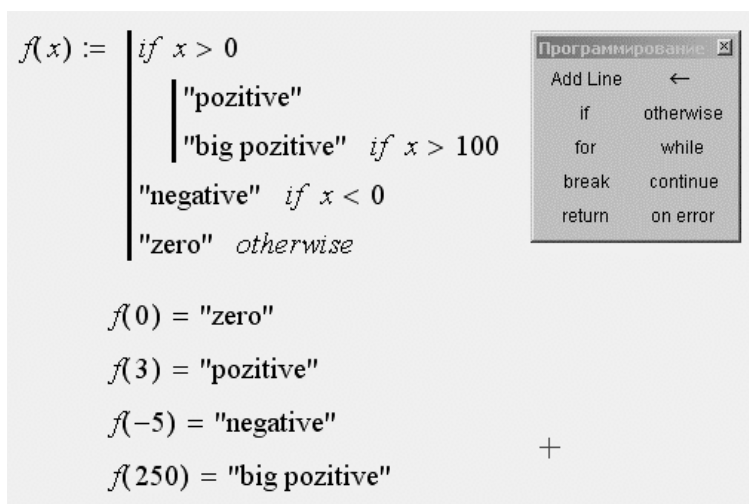 f(x) := if x > 0
"pozitive"
"big pozitive" if x > 100
"negative" if x < 0
"zero" otherwise
f(0) = "zero"
f(3) = "pozitive"
f(−5) = "negative"
f(250) = "big pozitive"
Программирование
Add Line ←
if otherwise
for while
break continue
return on error